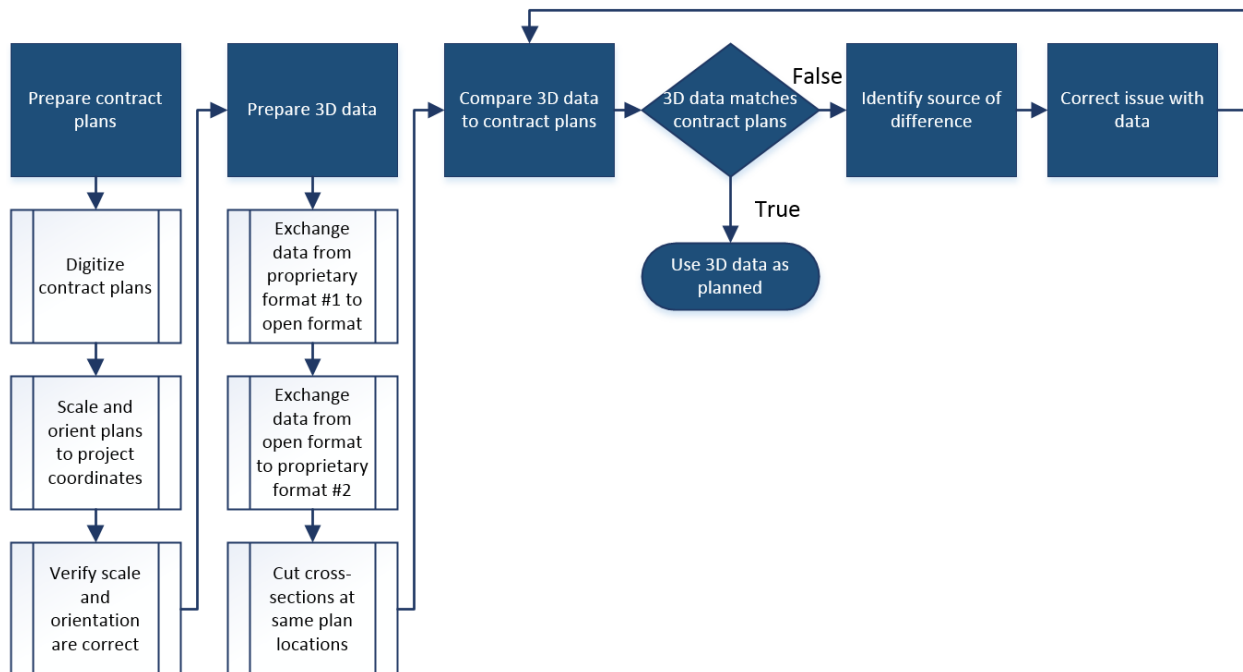 Prepare contract
plans
Digitize
contract plans
Scale and
orient plans
to project
coordinates
Verify scale
and
orientation
are correct
Prepare 3D data
Exchange
data from
proprietary
format #1 to
open format
Exchange
data from
open format
to proprietary
format #2
Cut cross-
sections at
same plan
locations
Compare 3D data
to contract plans
3D data matches
contract plans
False
True
Use 3D data as
planned
Identify source of
difference
Correct issue with
data